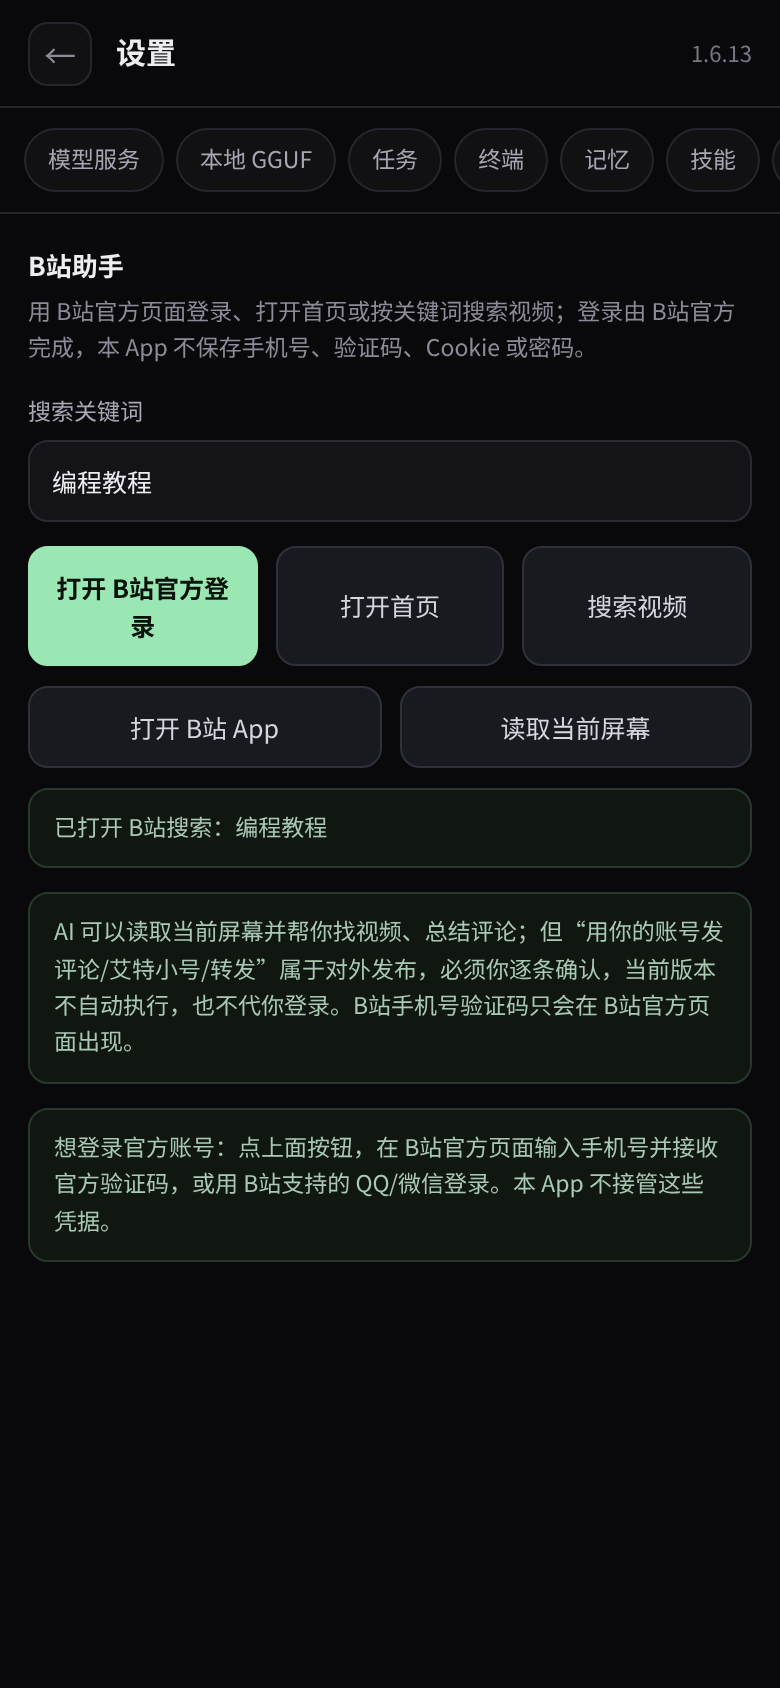 ←
设置
1.6.13
模型服务
本地 GGUF
任务
终端
记忆
技能
B站助手
用 B站官方页面登录、打开首页或按关键词搜索视频；登录由 B站官方
完成，本 App 不保存手机号、验证码、Cookie 或密码。
搜索关键词
编程教程
打开 B站官方登
录
打开首页
搜索视频
打开 B站 App
读取当前屏幕
已打开 B站搜索：编程教程
AI 可以读取当前屏幕并帮你找视频、总结评论；但“用你的账号发
评论/艾特小号/转发”属于对外发布，必须你逐条确认，当前版本
不自动执行，也不代你登录。B站手机号验证码只会在 B站官方页
面出现。
想登录官方账号：点上面按钮，在 B站官方页面输入手机号并接收
官方验证码，或用 B站支持的 QQ/微信登录。本 App 不接管这些
凭据。